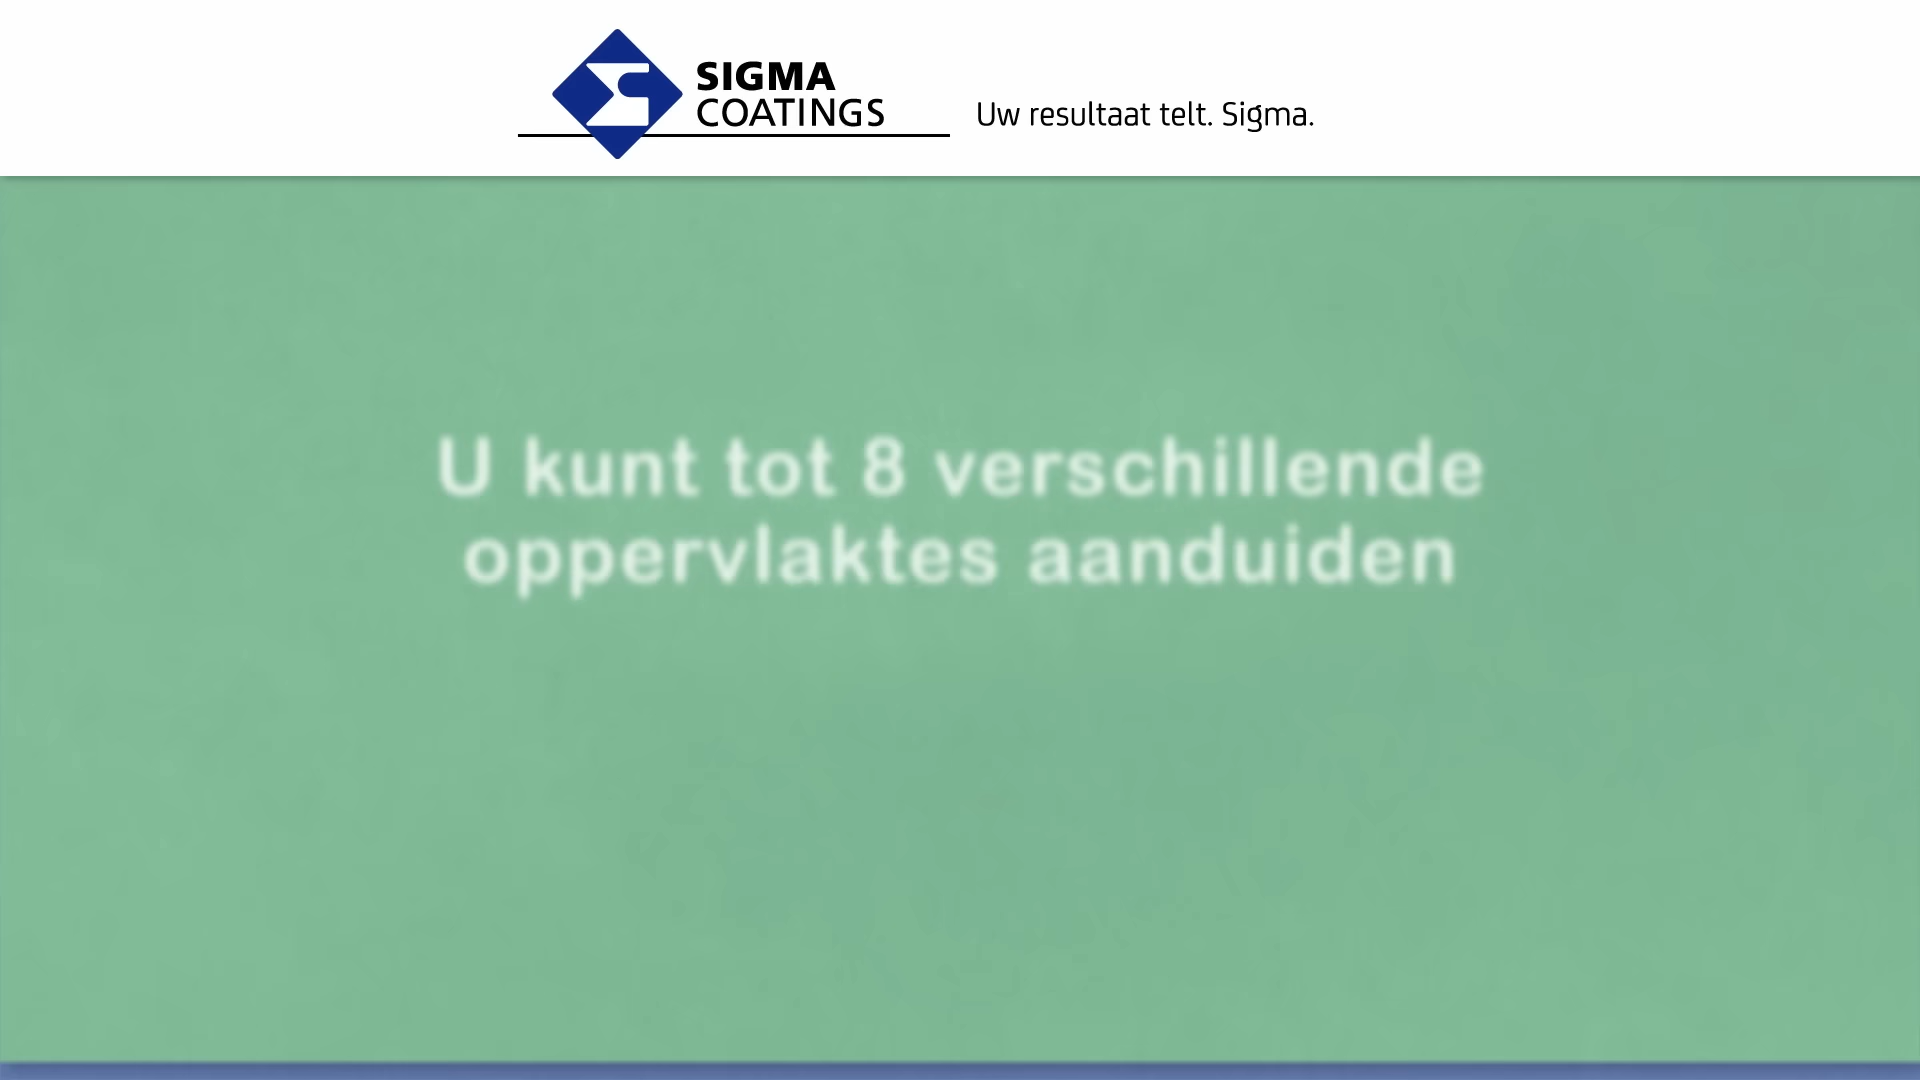 SIGMA
COATINGS
Uw resultaat telt. Sigma.
U kunt tot 8 verschillende
oppervlaktes aanduiden